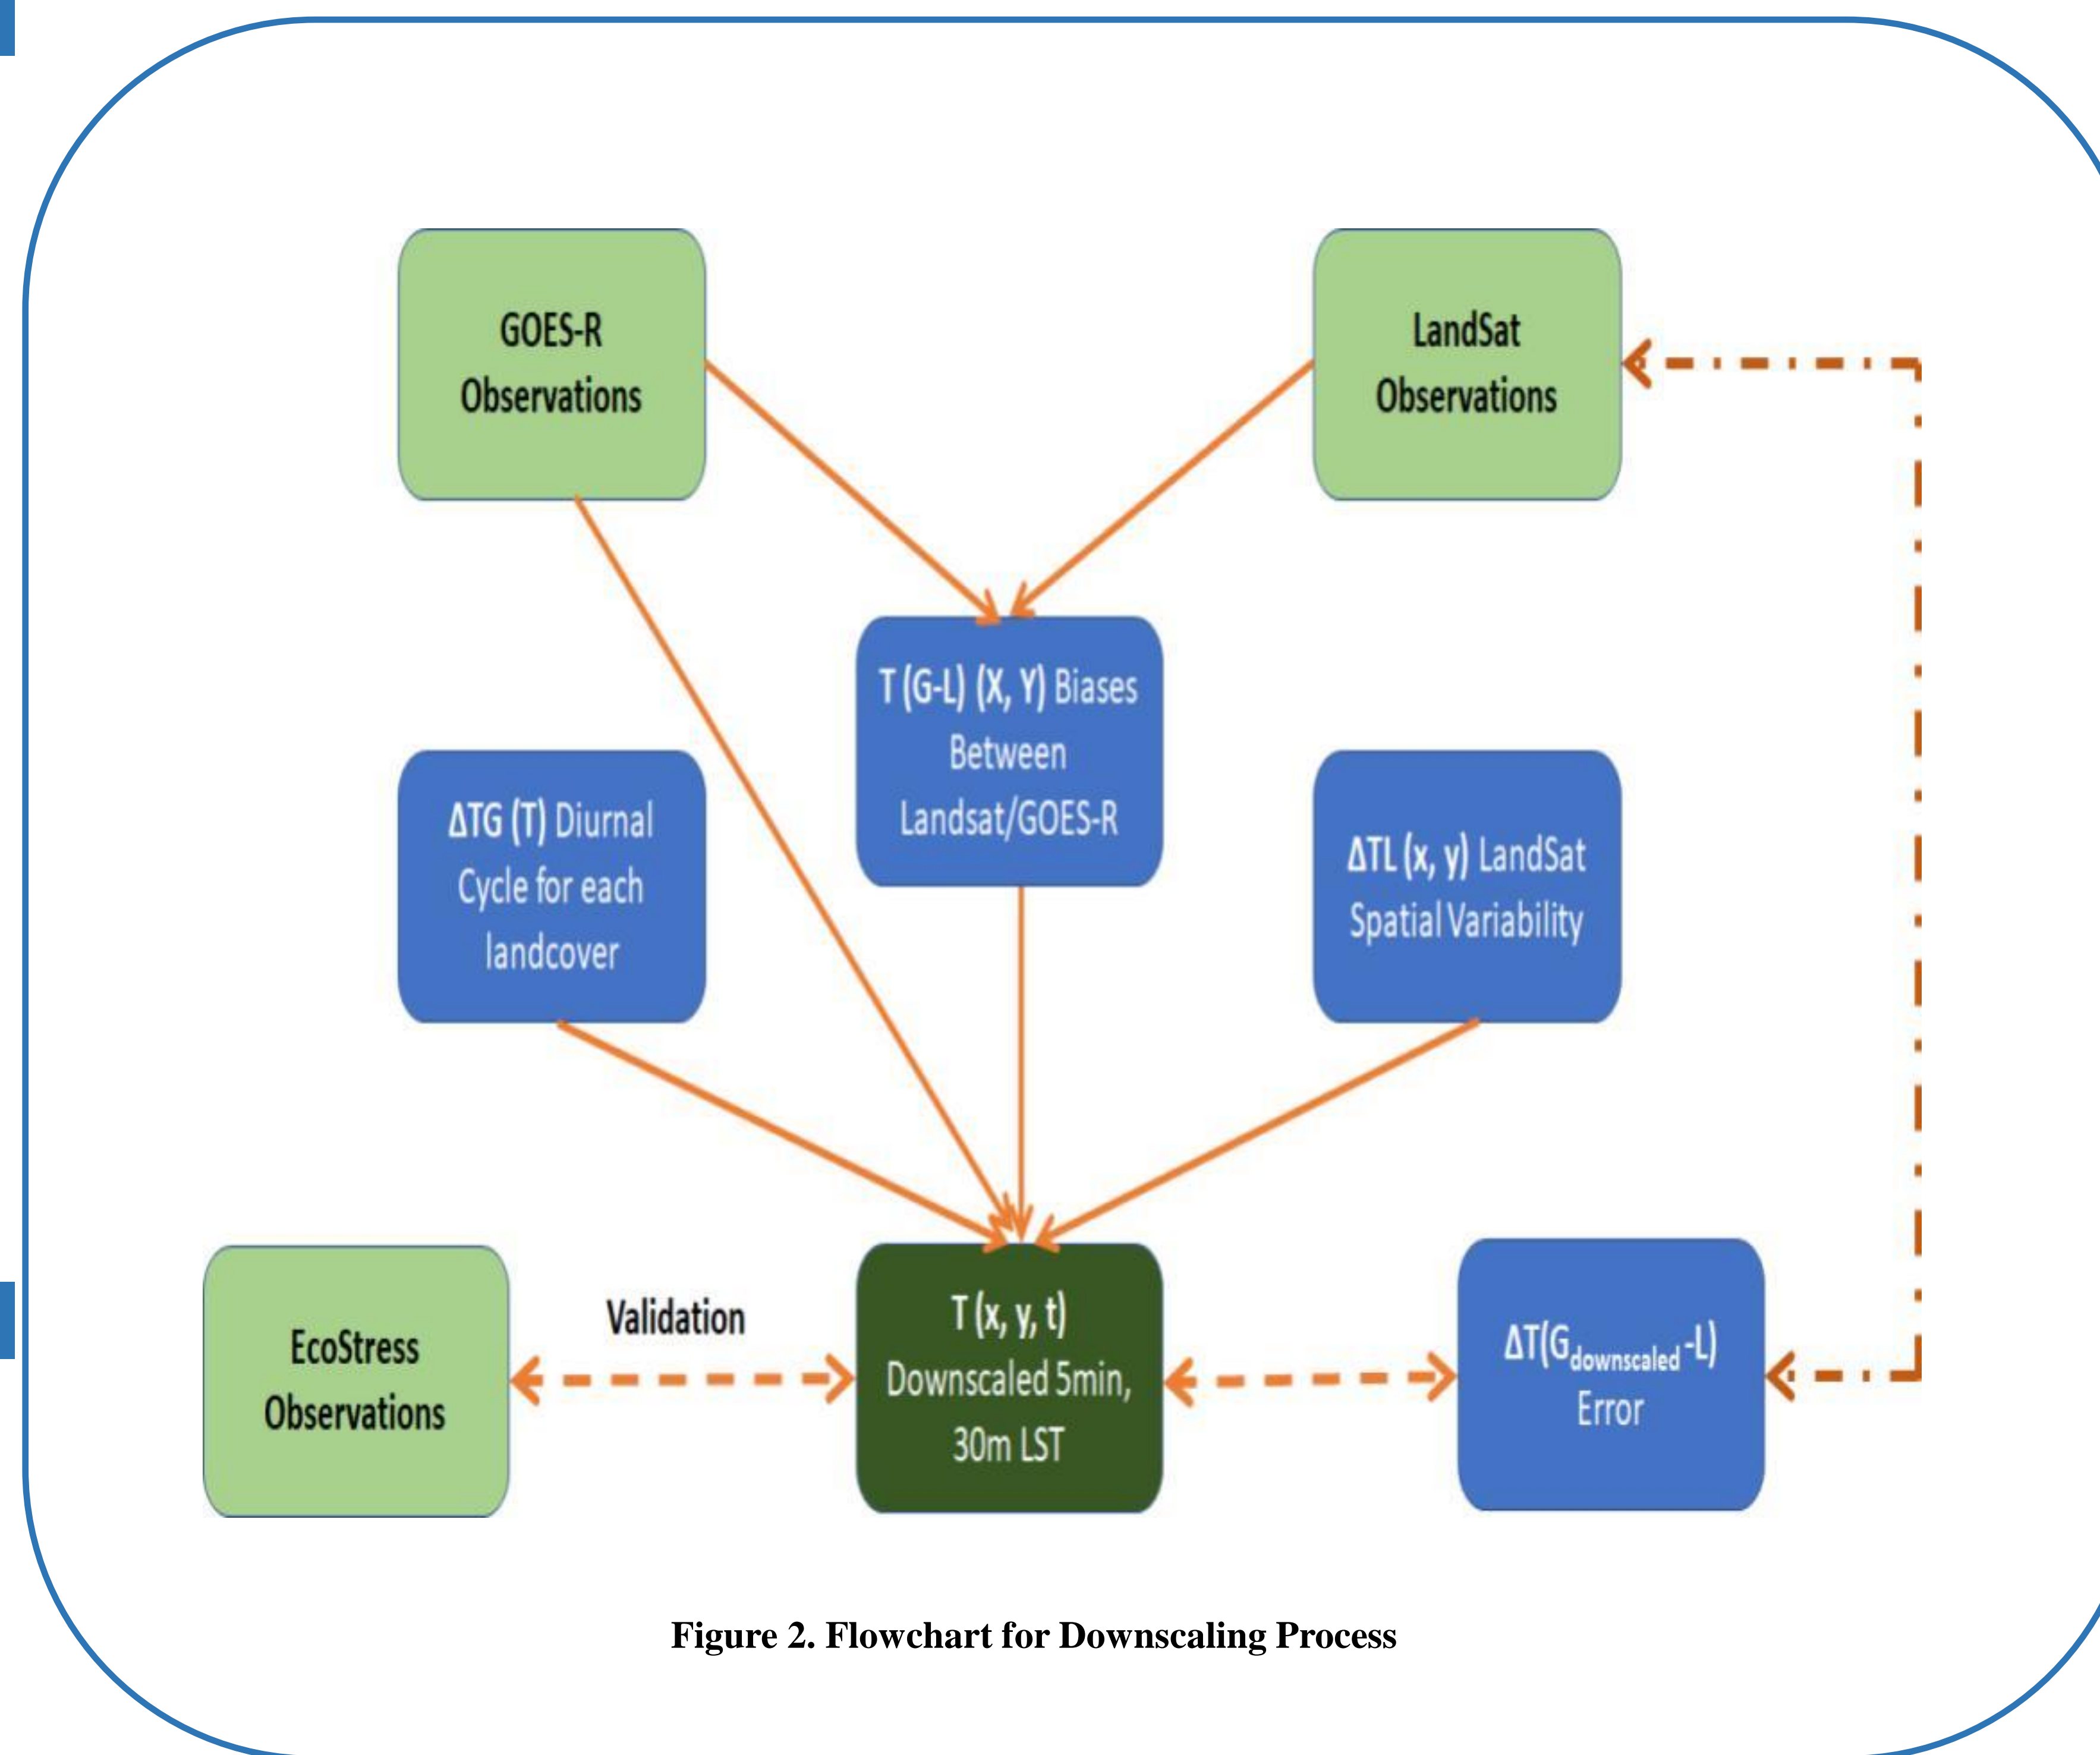 GOES-R
Observations
LandSat
Observations
T (G-L) (X, Y) Biases
Between
Landsat/GOES-R
ΔTG (T) Diurnal
Cycle for each
landcover
ΔTL (x, y) LandSat
Spatial Variability
EcoStress
Observations
Validation
T (x, y, t)
Downscaled 5min,
30m LST
ΔT(Gdownscaled -L)
Error
Figure 2. Flowchart for Downscaling Process